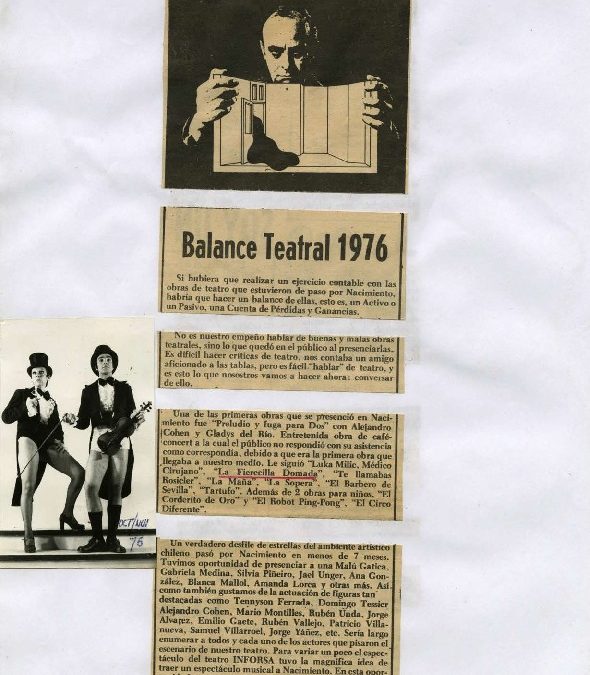 Balance Teatral 1976
Si hubiera que realizar un ejercicio contable con las
obras de teatro que estuvieron de paso por Nacimiento,
habría que hacer un balance de ellas, esto es, un Activo o
un Pasivo, una Cuenta de Pérdidas y Ganancias.
No es nuestro empeño hablar de buenas y malas obras
teatrales, sino lo que quedó en el público al presenciarlas.
Es difícil hacer críticas de teatro, nos contaba un amigo
aficionado a las tablas, pero es fácil "hablar" de teatro, y
es esto lo que nosotros vamos a hacer ahora: conversar
de ello.
Una de las primeras obras que se presenció en Naci-
miento fue "Preludio y fuga para Dos" con Alejandro
Cohen y Gladys del Río. Entretenida obra de café-
concert a la cual el público no respondió con su asistencia
como correspondía, debido a que era la primera obra que
llegaba a nuestro medio. Le siguió "Luka Milic, Médico
Cirujano", "La Fierecilla Domada", "Te llamabas
Rosicler", "La Maña", "La Sopera", "El Barbero de
Sevilla", "Tartufo". Además de 2 obras para niños, "El
Corderito de Oro" y "El Robot Ping-Pong", "El Circo
Diferente".
OCT/NOV
76
Un verdadero desfile de estrellas del ambiente artístico
chileno pasó por Nacimiento en menos de 7 meses.
Tuvimos oportunidad de presenciar a una Malú Gatica,
Gabriela Medina, Silvia Piñeiro, Jael Unger, Ana Gon-
zález, Blanca Mallol, Amanda Lorca y otras más. Así
como también gustamos de la actuación de figuras tan
destacadas como Tennyson Ferrada, Domingo Tessier
Alejandro Cohen, Mario Montilles, Rubén Unda, Jorge
Alvarez, Emilio Gaete, Rubén Vallejo, Patricio Villa-
nueva, Samuel Villarroel, Jorge Yáñez, etc. Sería largo
enumerar a todos y cada uno de los actores que pisaron el
escenario de nuestro teatro. Para variar un poco el espec-
táculo del teatro INFORSA tuvo la magnífica idea de
traer un espectáculo musical a Nacimiento. En esta opor-